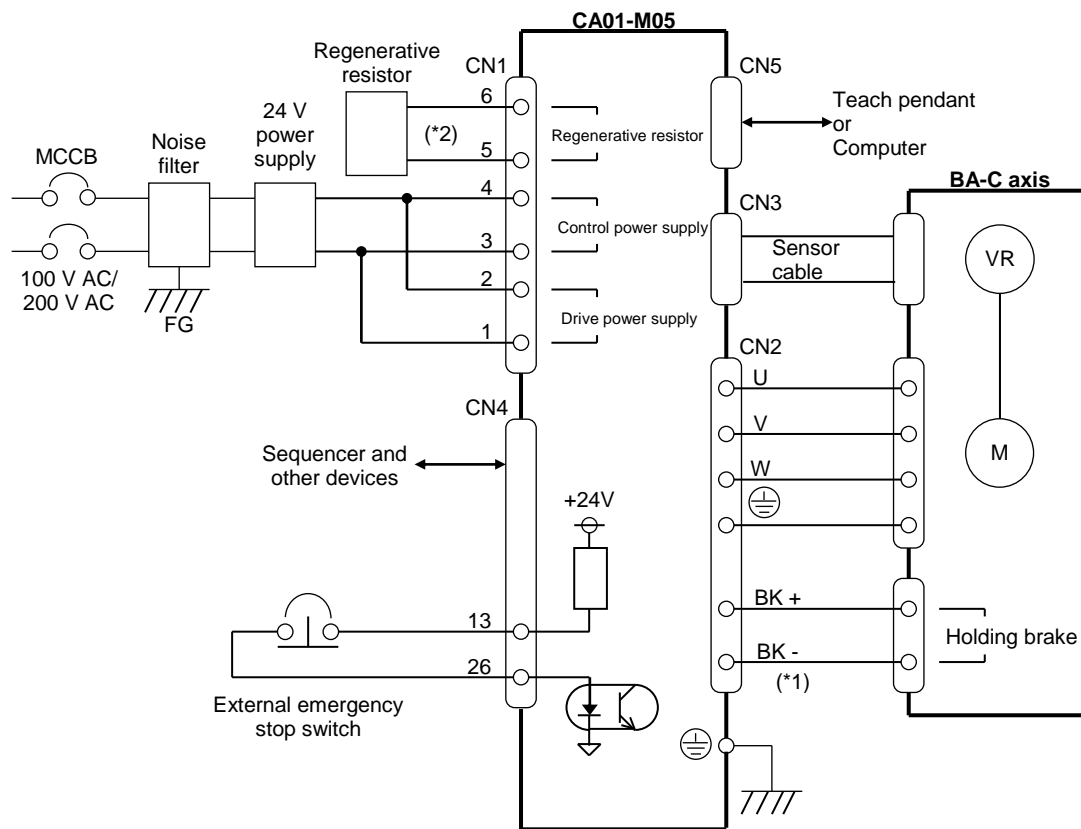 CA01-M05
Regenerative
resistor
CN1
CN5
6
24 V
power
supply
(*2)
Regenerative resistor
Teach pendant
or
Computer
MCCB
Noise
filter
5
4
BA-C axis
CN3
Control power supply
Sensor
cable
VR
3
100 V AC/
200 V AC
2
FG
Drive power supply
1
CN2
U
CN4
V
M
Sequencer and
other devices
W
+24V
13
BK +
Holding brake
26
BK -
(*1)
External emergency
stop switch